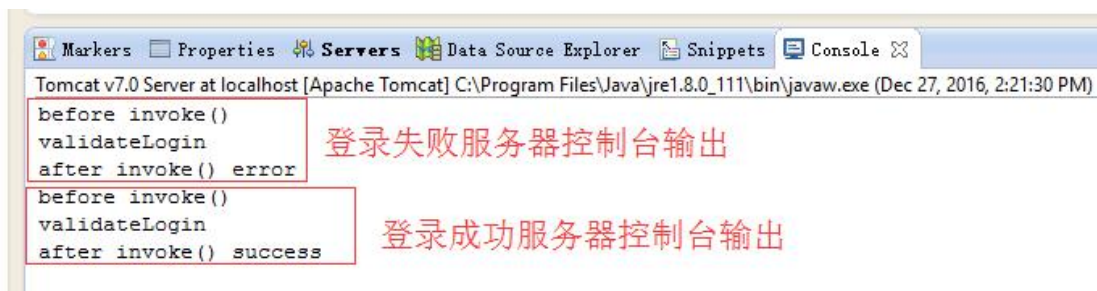 Markers Properties Servers Data Source Explorer Snippets Console
Tomcat v7.0 Server at localhost [Apache Tomcat] C:\Program Files\Java\jre1.8.0_111\bin\javaw.exe (Dec 27, 2016, 2:21:30 PM)
before invoke()
validateLogin
after invoke() error
登录失败服务器控制台输出
before invoke()
validateLogin
after invoke() success
登录成功服务器控制台输出